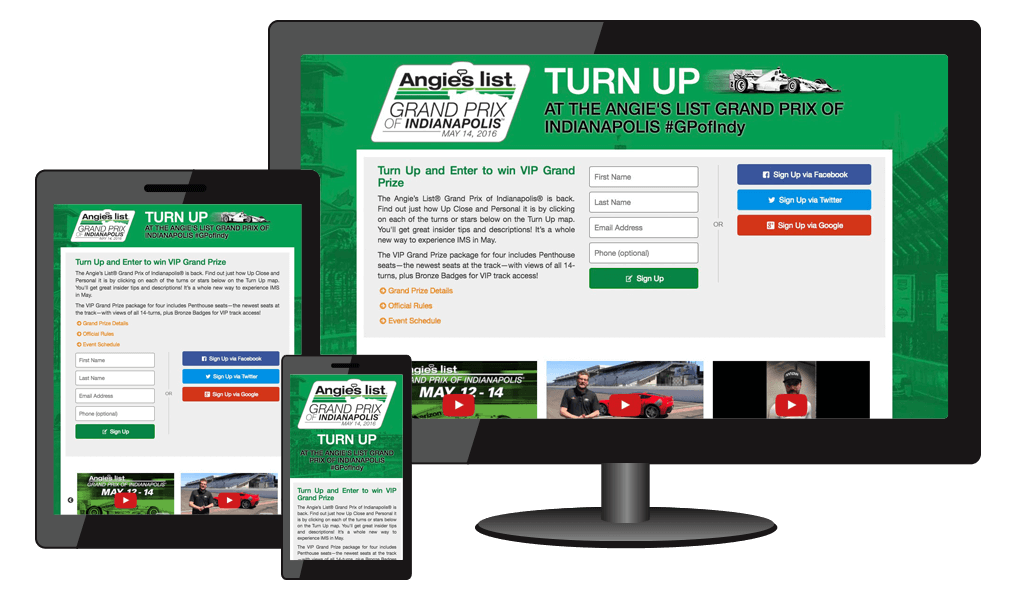 Angie's list.
GRAND PRIX
OF INDIANAPOLIS
MAY 14, 2016
TURN UP
AT THE ANGIE'S LIST GRAND PRIX OF
INDIANAPOLIS #GPofIndy
Turn Up and Enter to win VIP Grand
Prize
The Angie's List® Grand Prix of Indianapolis® is back.
Find out just how Up Close and Personal it is by clicking
on each of the turns or stars below on the Turn Up map.
You'll get great insider tips and descriptions! It's a whole
new way to experience IMS in May.
The VIP Grand Prize package for four includes Penthouse
seats—the newest seats at the track—with views of all 14-
turns, plus Bronze Badges for VIP track access!
Grand Prize Details
Official Rules
Event Schedule
First Name
Last Name
Email Address
Phone (optional)
Sign Up
OR
Sign Up via Facebook
Sign Up via Twitter
Sign Up via Google
ngie's list
AND PRIX OF INDIANAPOLIS
MAY 12-14
verizon
Angie's list
GRAND PRIX
OF INDIANAPOLIS
MAY 14, 2016
TURN UP
AT THE ANGIE'S LIST GRAND PRIX OF
INDIANAPOLIS #GPofIndy
Turn Up and Enter to win VIP Grand Prize
The Angie's List® Grand Prix of Indianapolis® is back. Find out just how Up Close and
Personal it is by clicking on each of the turns or stars below on the Turn Up map.
You'll get great insider tips and descriptions! It's a whole new way to experience IMS
in May.
The VIP Grand Prize package for four includes Penthouse seats—the newest seats at
the track—with views of all 14-turns, plus Bronze Badges for VIP track access!
Grand Prize Details
Official Rules
Event Schedule
First Name
Last Name
Email Address
Phone (optional)
Sign Up
OR
Sign Up via Facebook
Sign Up via Twitter
Sign Up via Google
Angie's list
GRAND PRIX OF INDIANAPOLIS
MAY 12-14
Angie's list.
GRAND PRIX
OF INDIANAPOLIS
MAY 14, 2016
TURN UP
AT THE ANGIE'S LIST GRAND
PRIX OF INDIANAPOLIS
#GPofIndy
Turn Up and Enter to win VIP
Grand Prize
The Angie's List® Grand Prix of Indianapolis® is
back. Find out just how Up Close and Personal it
is by clicking on each of the turns or stars below
on the Turn Up map. You'll get great insider tips
and descriptions! It's a whole new way to
experience IMS in May.
The VIP Grand Prize package for four includes
Penthouse seats—the newest seats at the track
—with views of all 14-turns, plus Bronze